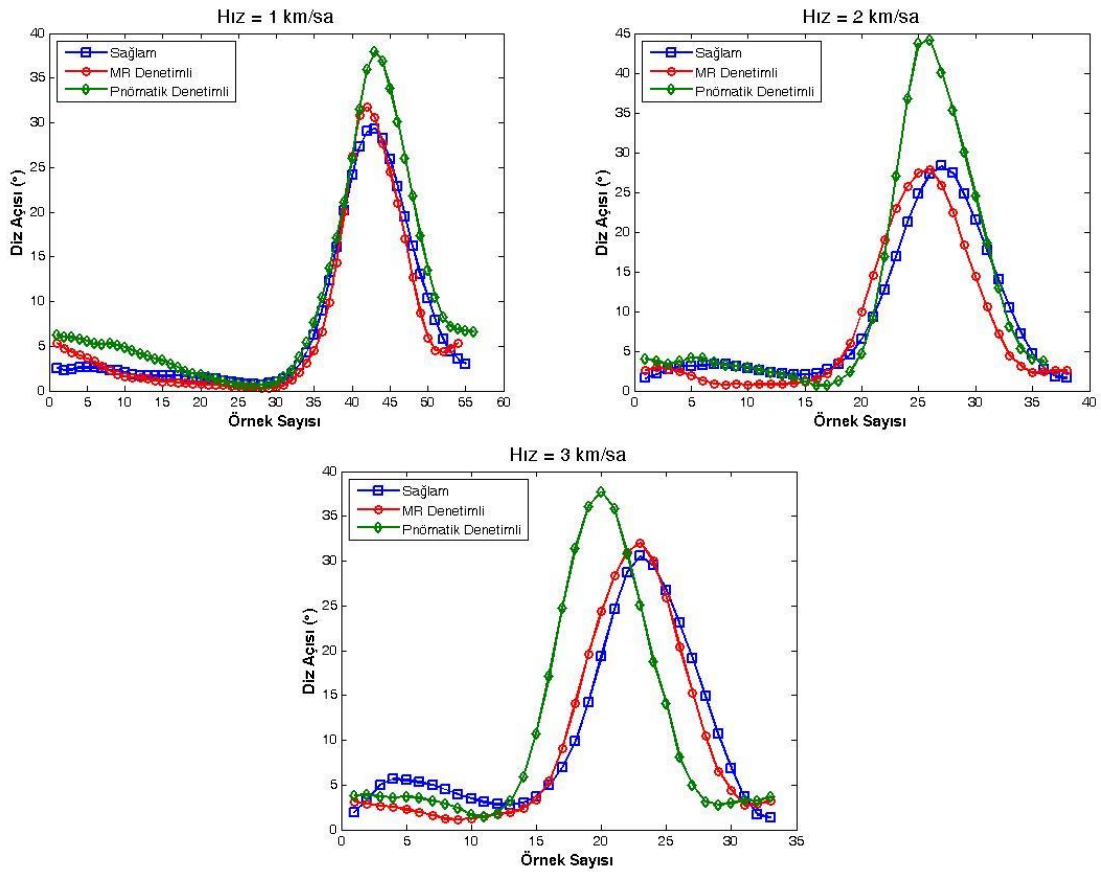 Hız = 1 km/sa
40
35
30
25
20
15
10
5
0
Diz Açısı (°)
Sağlam
MR Denetimli
Pnömatik Denetimli
0 5 10 15 20 25 30 35 40 45 50 55 60
Örnek Sayısı
Hız = 2 km/sa
45
40
35
30
25
20
15
10
5
0
Diz Açısı (°)
Sağlam
MR Denetimli
Pnömatik Denetimli
0 5 10 15 20 25 30 35 40
Örnek Sayısı
Hız = 3 km/sa
40
35
30
25
20
15
10
5
0
Diz Açısı (°)
Sağlam
MR Denetimli
Pnömatik Denetimli
0 5 10 15 20 25 30 35
Örnek Sayısı